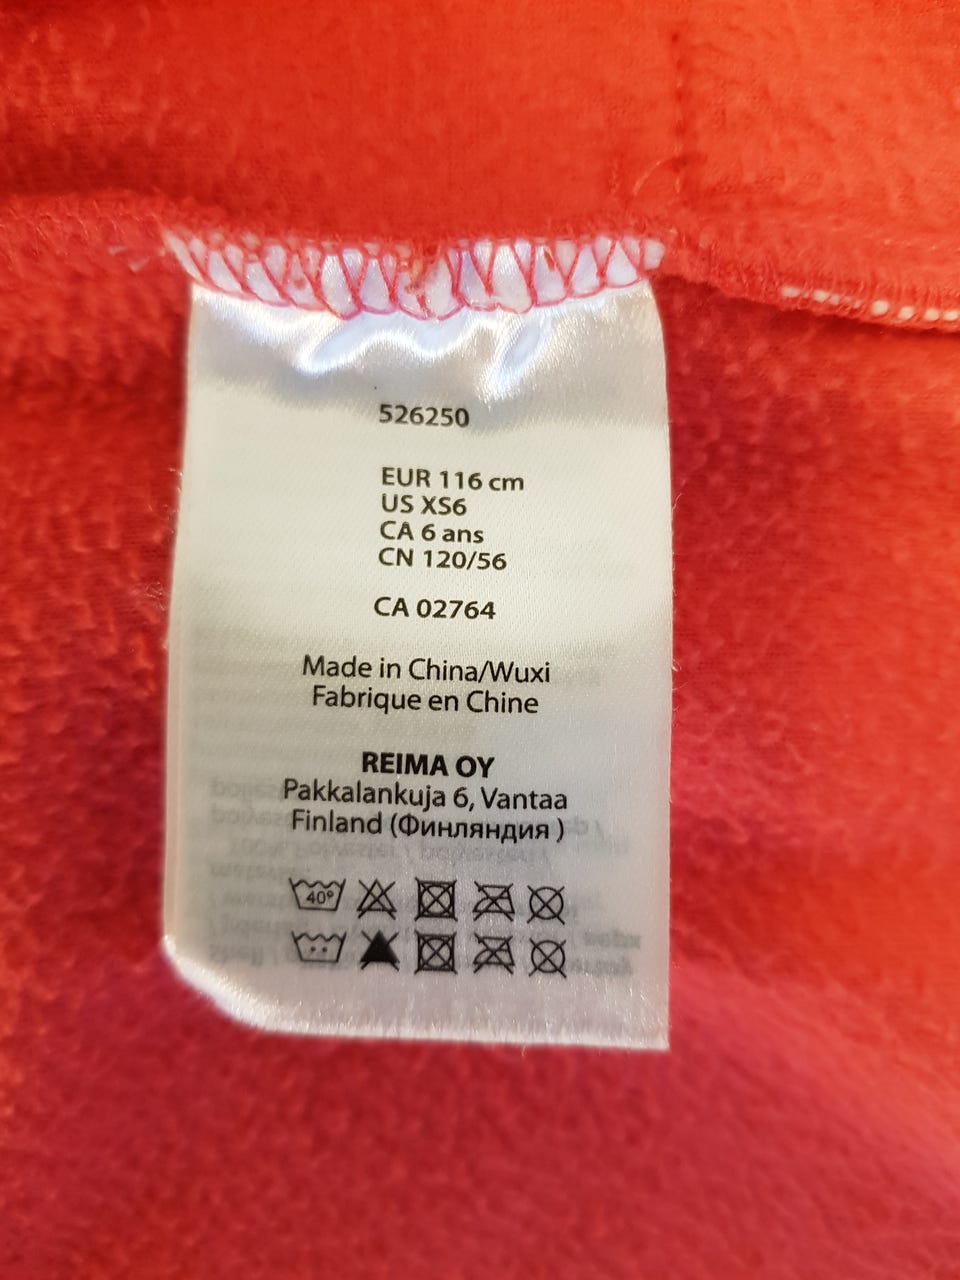 526250
EUR 116 cm
US XS6
CA 6 ans
CN 120/56
CA 02764
Made in China/Wuxi
Fabrique en Chine
REIMA OY
Pakkalankuja 6, Vantaa
Finland (Финляндия )
40°